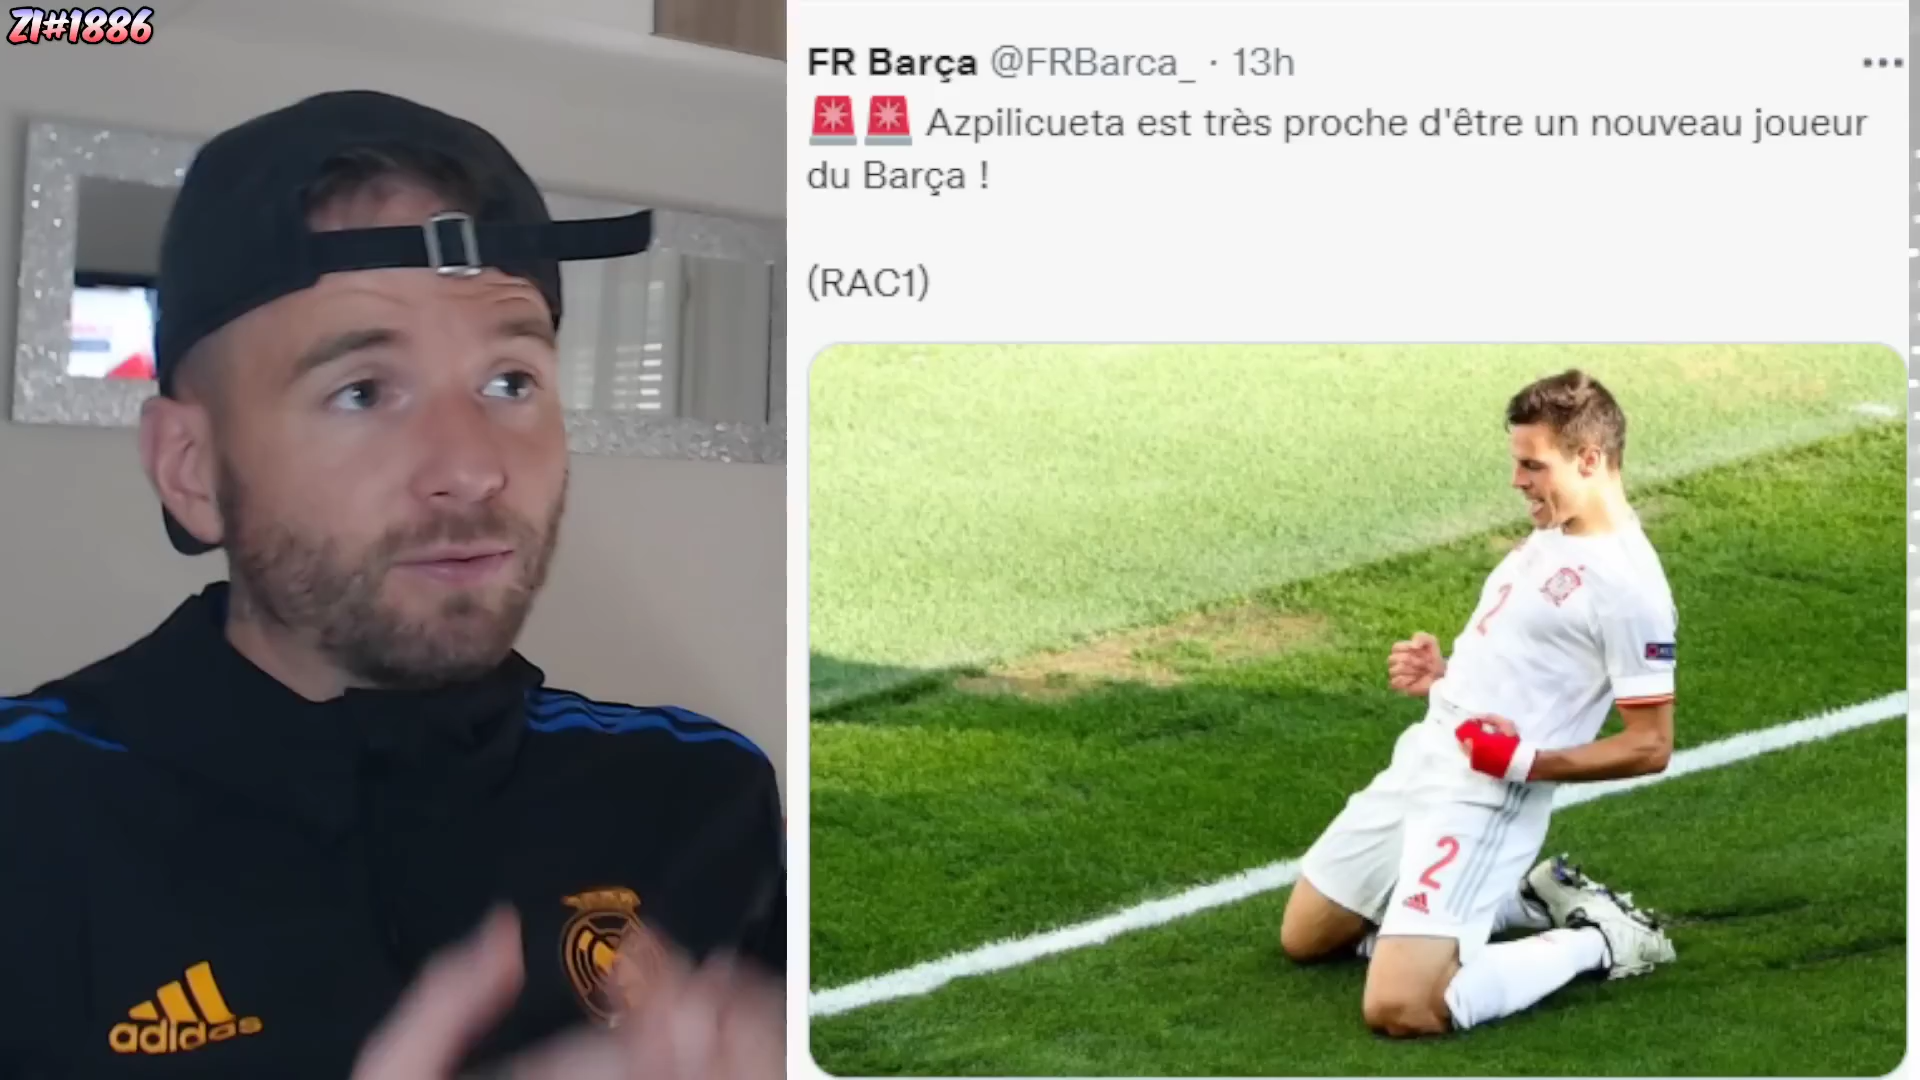 ZI#1886
FR Barça @FRBarca_ · 13h
🚨🚨 Azpilicueta est très proche d'être un nouveau joueur
du Barça !
(RAC1)
2
2
adidas